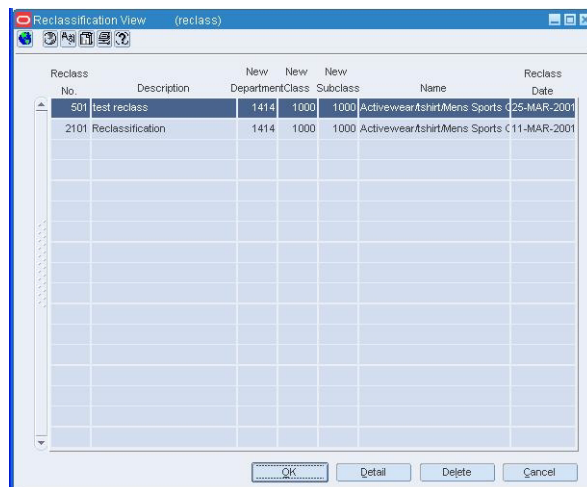 Reclassification View (reclass)
Reclass No. Description New Department New Class New Subclass Name Reclass Date
501 test reclass 1414 1000 1000 Activewear/tshirt/Mens Sports 25-MAR-2001
2101 Reclassification 1414 1000 1000 Activewear/tshirt/Mens Sports 11-MAR-2001
OK Detail Delete Cancel